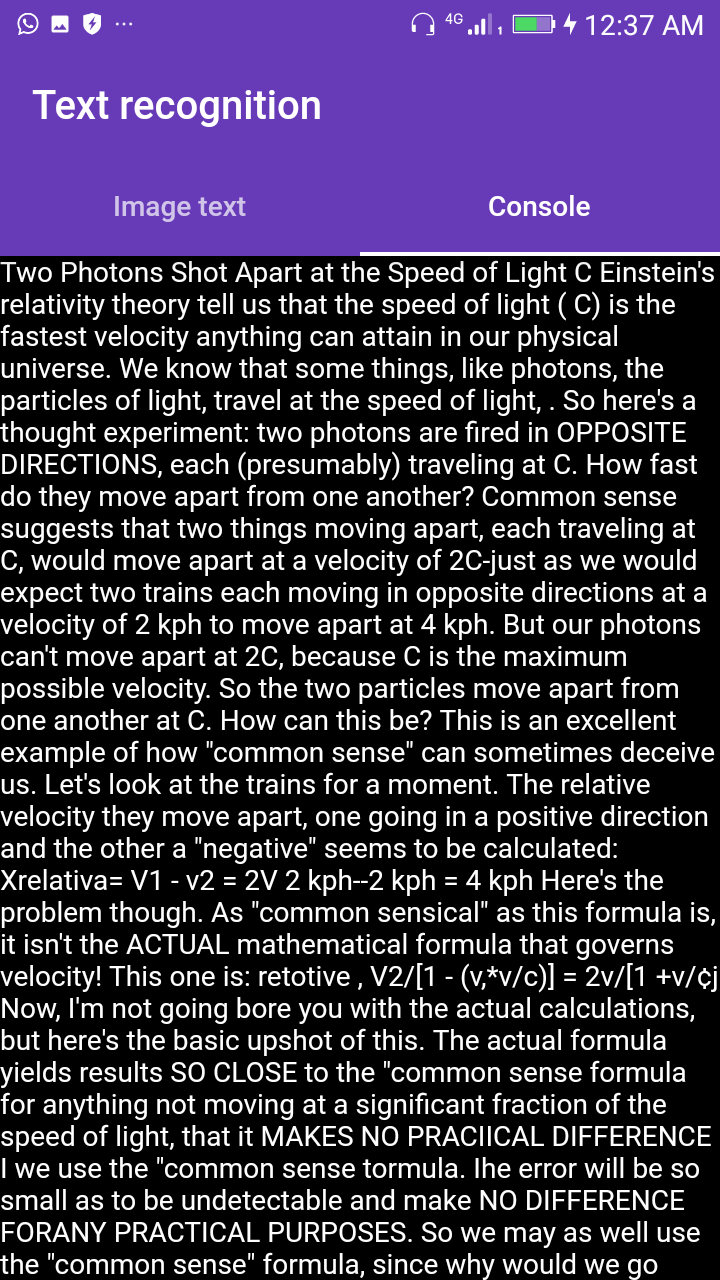 4G 1 12:37 AM
Text recognition
Image text Console
Two Photons Shot Apart at the Speed of Light C Einstein's
relativity theory tell us that the speed of light ( C) is the
fastest velocity anything can attain in our physical
universe. We know that some things, like photons, the
particles of light, travel at the speed of light, . So here's a
thought experiment: two photons are fired in OPPOSITE
DIRECTIONS, each (presumably) traveling at C. How fast
do they move apart from one another? Common sense
suggests that two things moving apart, each traveling at
C, would move apart at a velocity of 2C-just as we would
expect two trains each moving in opposite directions at a
velocity of 2 kph to move apart at 4 kph. But our photons
can't move apart at 2C, because C is the maximum
possible velocity. So the two particles move apart from
one another at C. How can this be? This is an excellent
example of how "common sense" can sometimes deceive
us. Let's look at the trains for a moment. The relative
velocity they move apart, one going in a positive direction
and the other a "negative" seems to be calculated:
Xrelativa= V1 - v2 = 2V 2 kph--2 kph = 4 kph Here's the
problem though. As "common sensical" as this formula is,
it isn't the ACTUAL mathematical formula that governs
velocity! This one is: retotive , V2/[1 - (v,*v/c)] = 2v/[1 +v/¢j
Now, I'm not going bore you with the actual calculations,
but here's the basic upshot of this. The actual formula
yields results SO CLOSE to the "common sense formula
for anything not moving at a significant fraction of the
speed of light, that it MAKES NO PRACIICAL DIFFERENCE
I we use the "common sense tormula. Ihe error will be so
small as to be undetectable and make NO DIFFERENCE
FORANY PRACTICAL PURPOSES. So we may as well use
the "common sense" formula, since why would we go